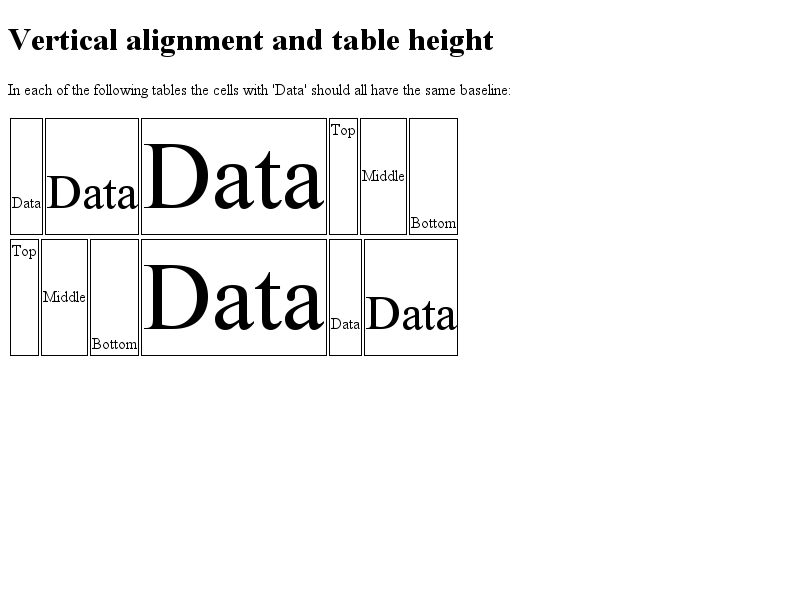 Vertical alignment and table height
In each of the following tables the cells with 'Data' should all have the same baseline:
Data Data Data Top Middle Bottom
Top Middle Bottom Data Data Data